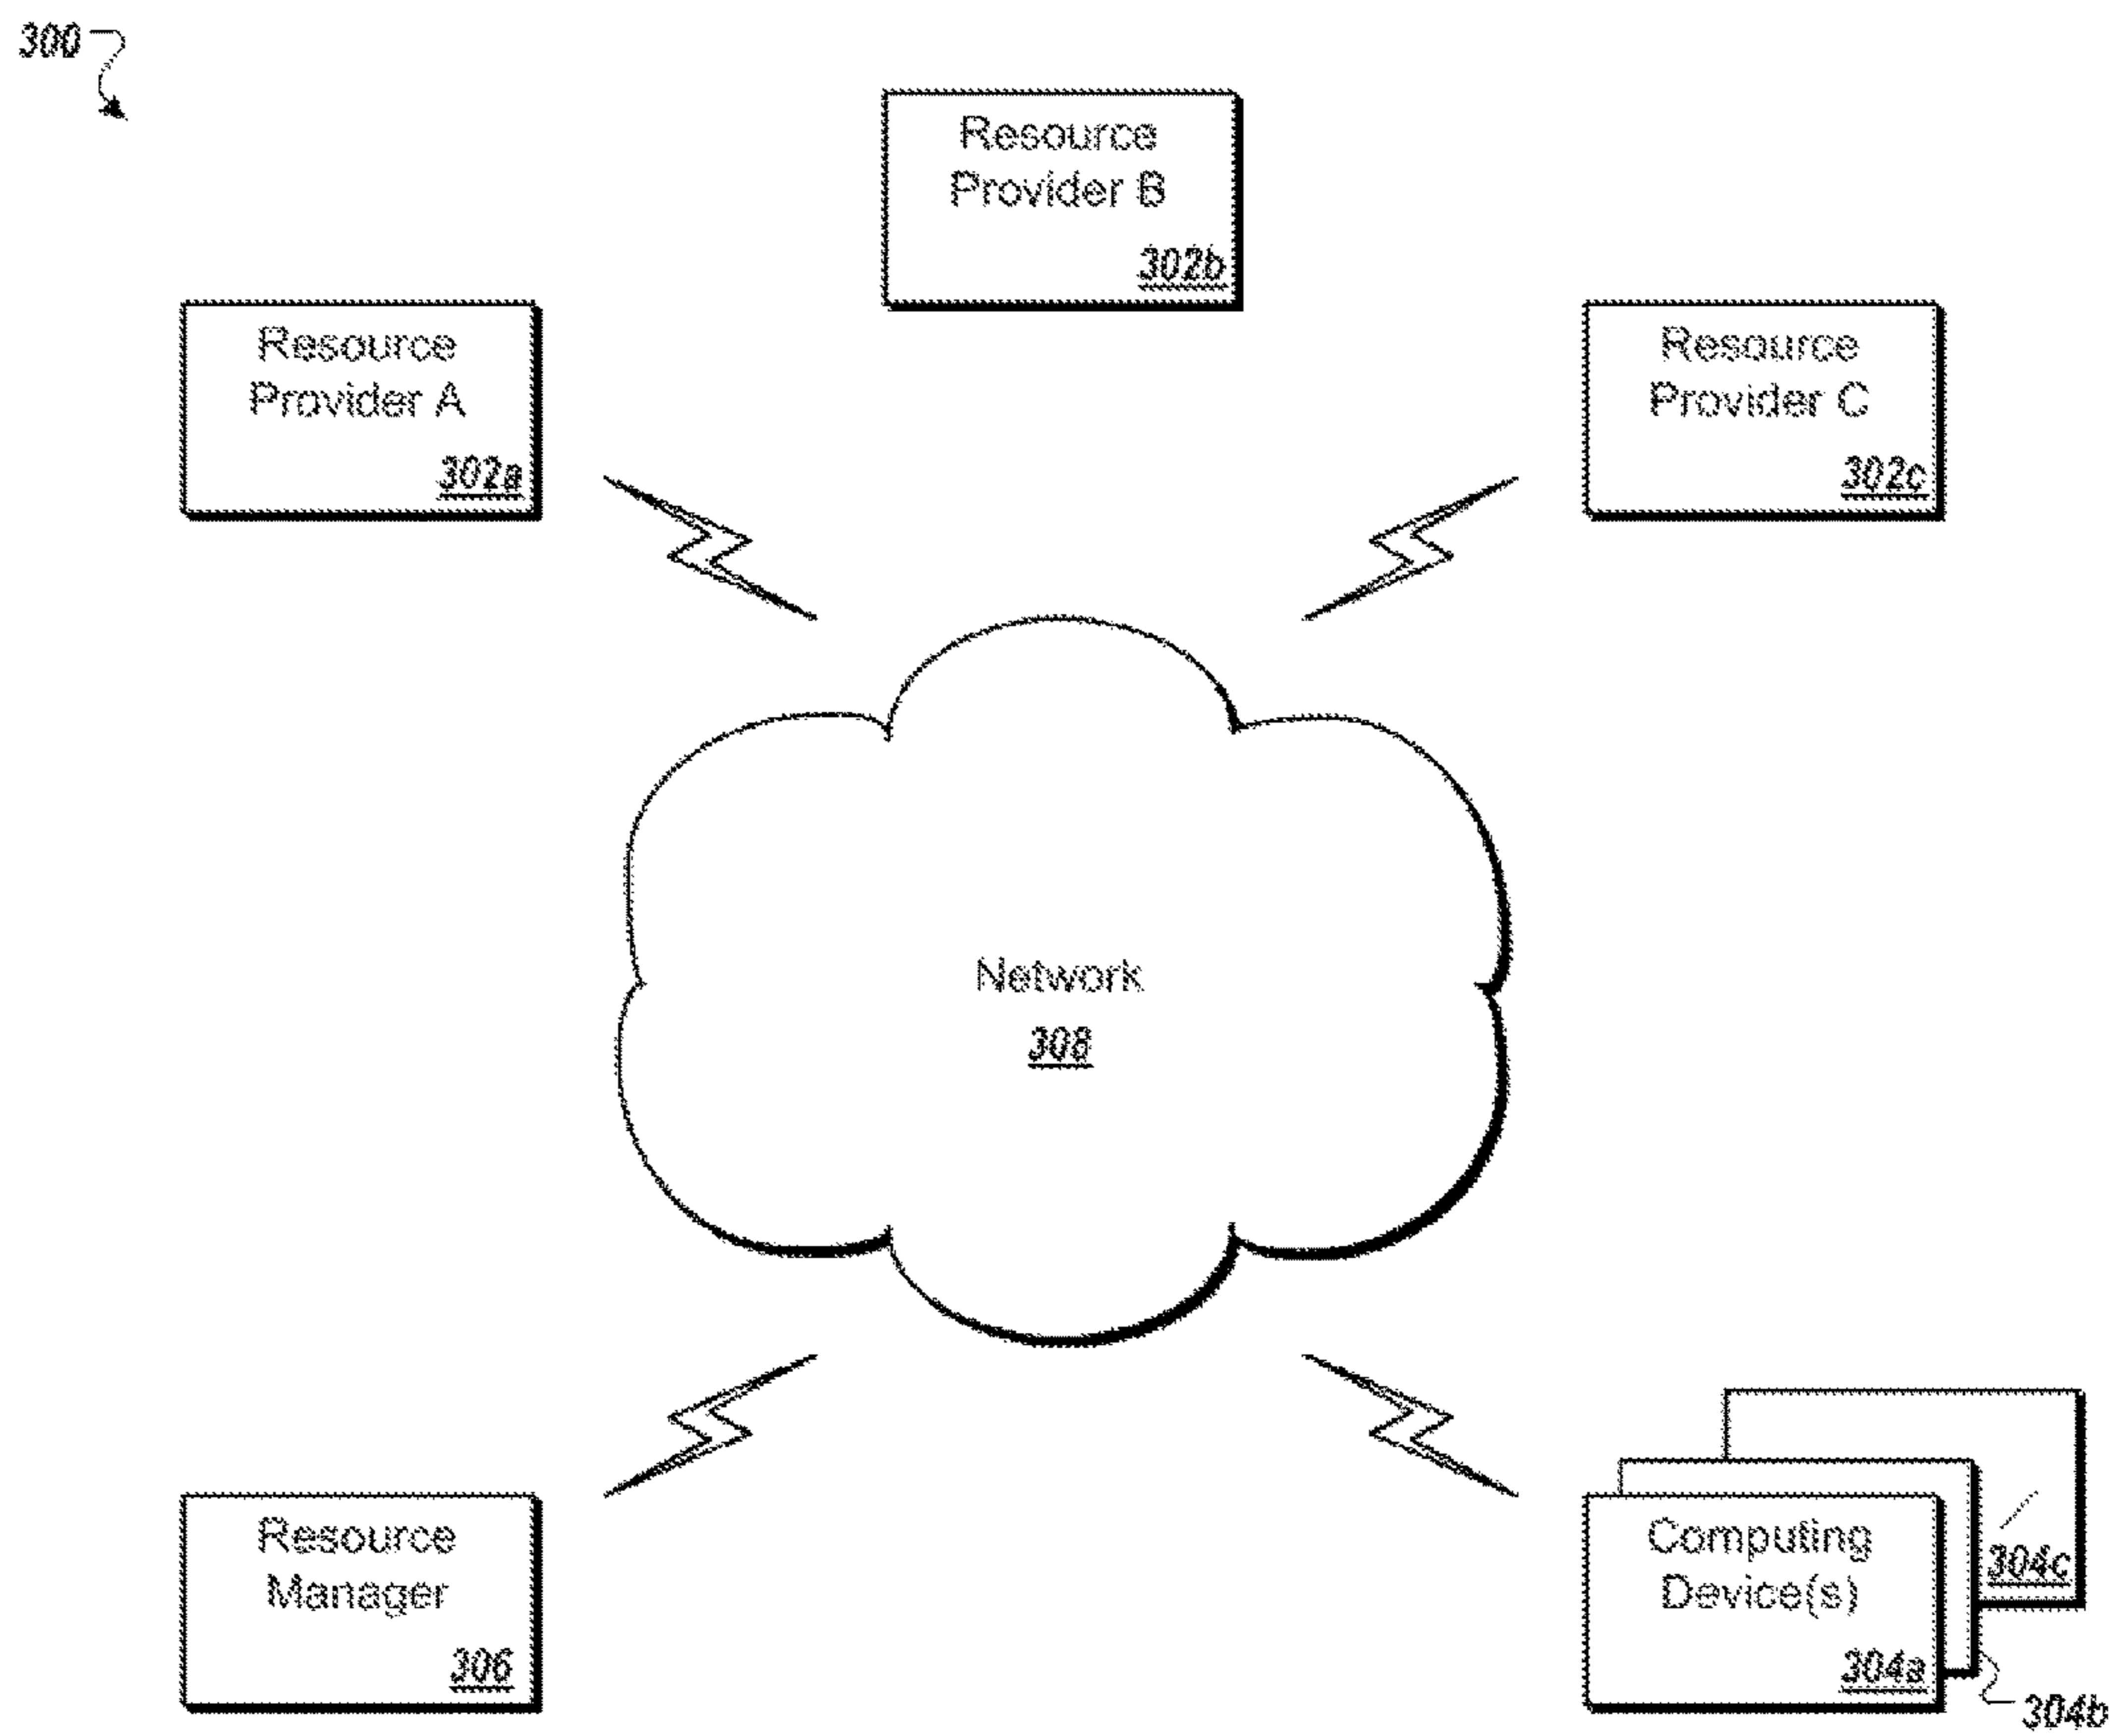 300
Resource
Provider B
302b
Resource
Provider A
302a
Resource
Provider C
302c
Network
308
Resource
Manager
306
Computing
Device(s)
304a
304c
304b